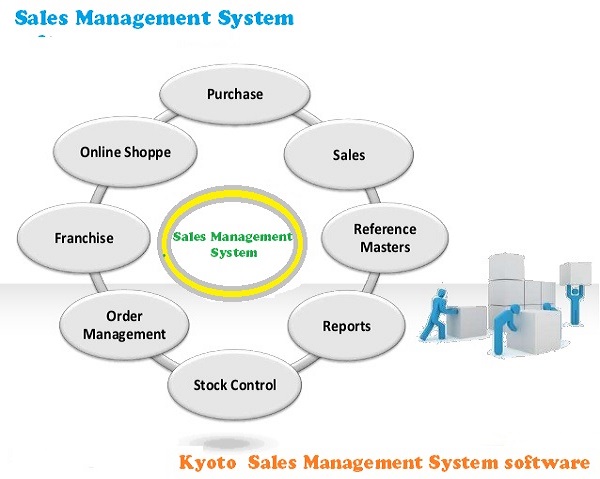 Sales Management System
Purchase
Online Shoppe
Sales
Franchise
Sales Management
System
Reference
Masters
Order
Management
Reports
Stock Control
Kyoto Sales Management System software